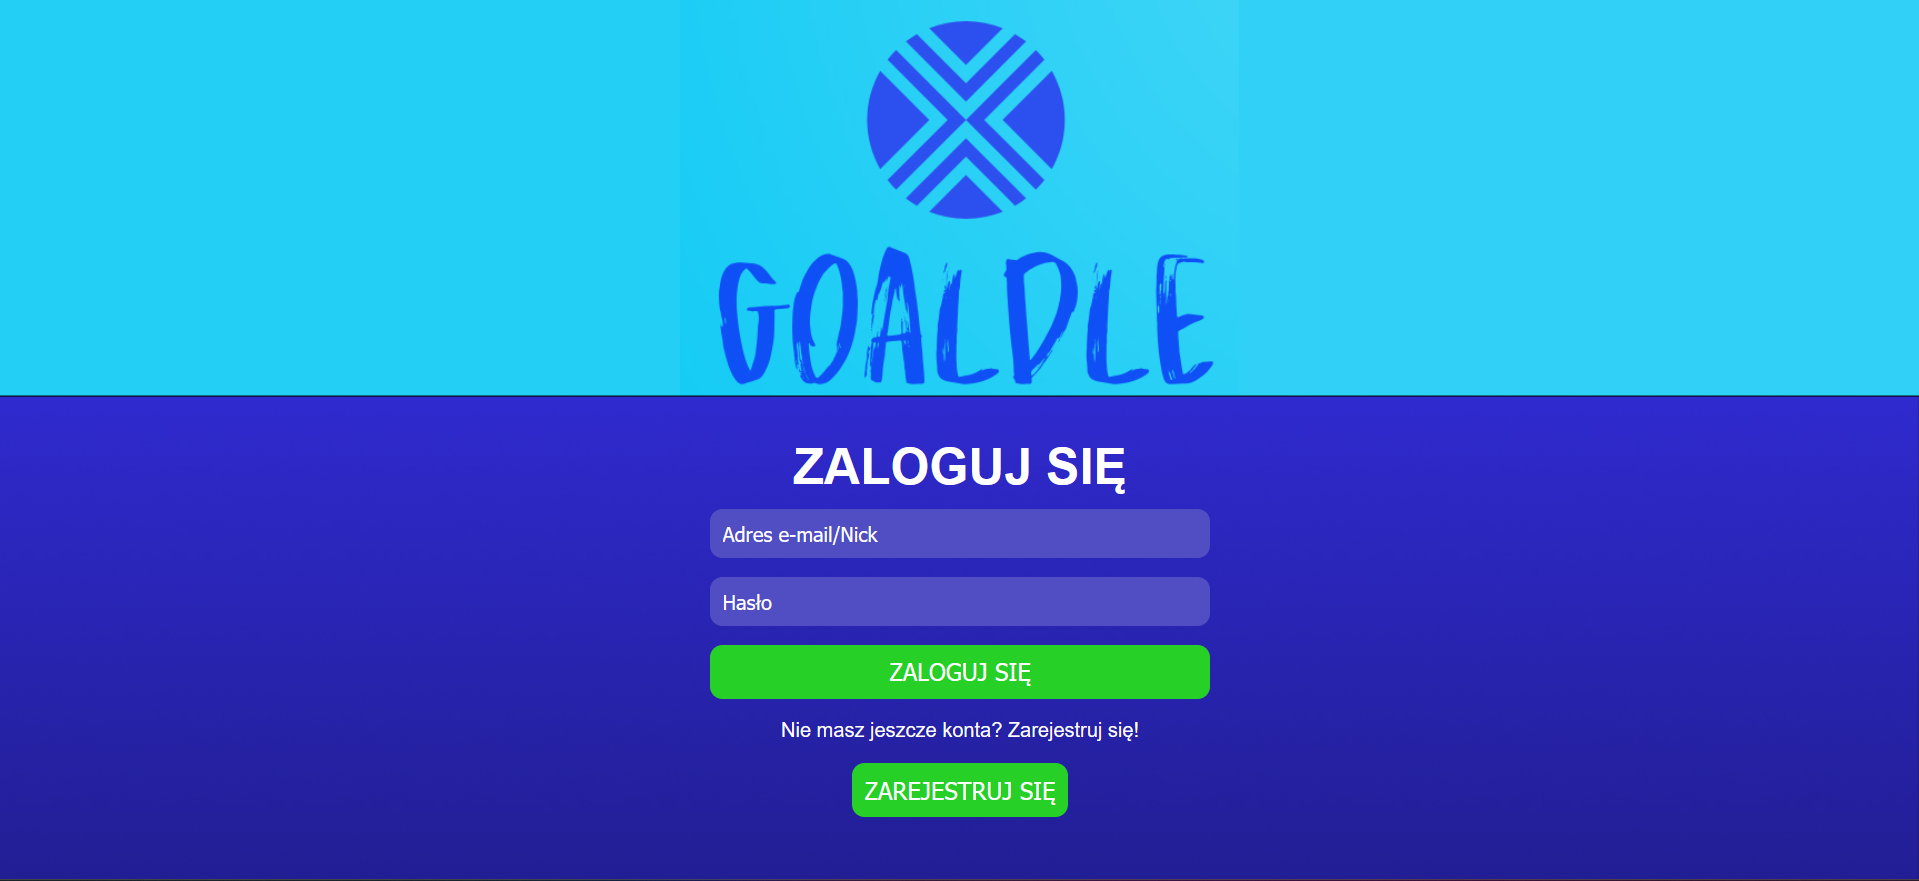 GOALDLE
ZALOGUJ SIĘ
Adres e-mail/Nick
Hasło
ZALOGUJ SIĘ
Nie masz jeszcze konta? Zarejestruj się!
ZAREJESTRUJ SIĘ